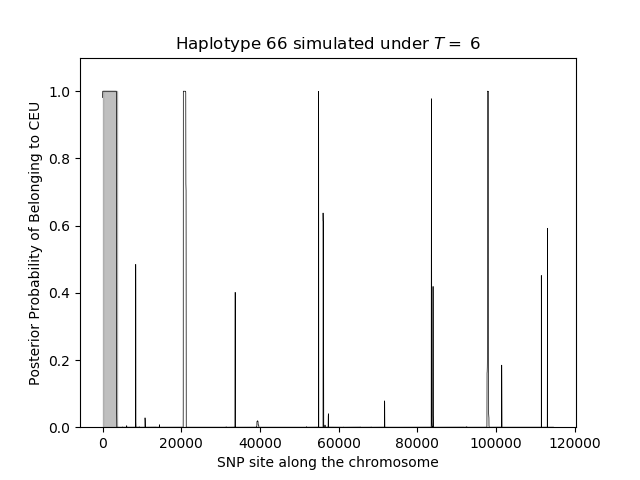 Haplotype 66 simulated under T = 6
Posterior Probability of Belonging to CEU
1.0
0.8
0.6
0.4
0.2
0.0
0 20000 40000 60000 80000 100000 120000
SNP site along the chromosome